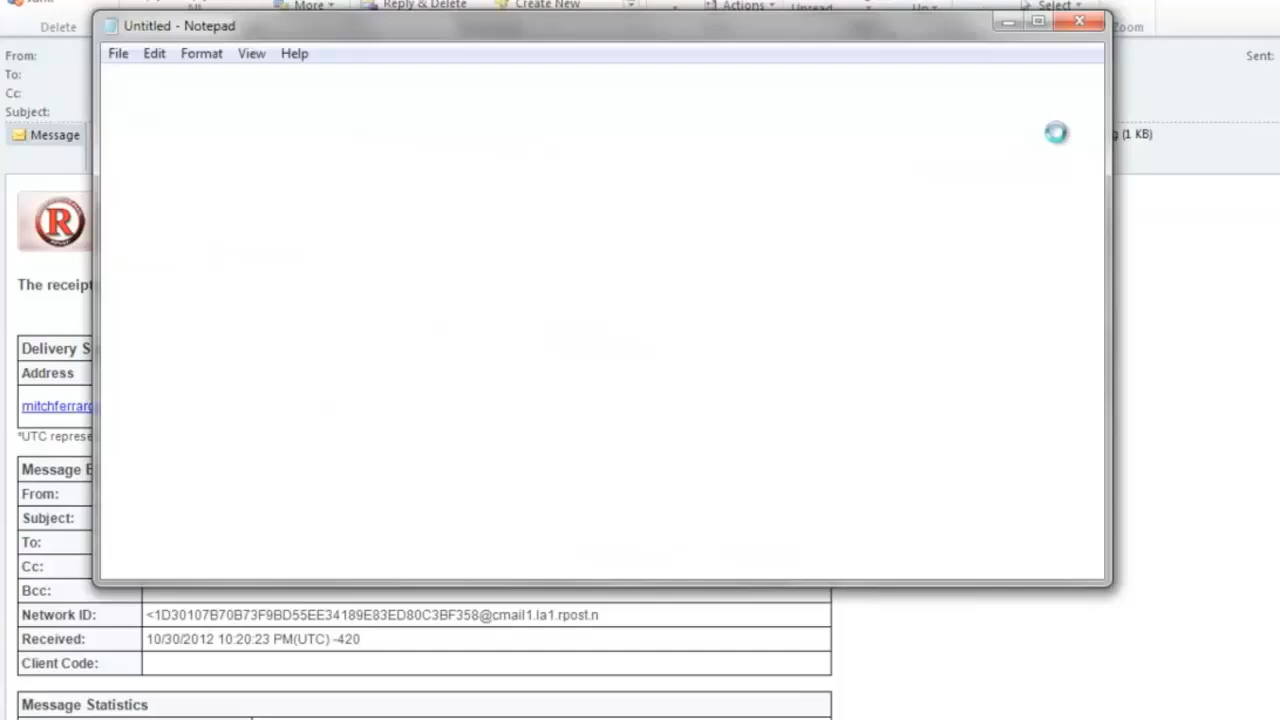 More
Reply & Delete
Create New
Actions
Select
Delete
Untitled - Notepad
Zoom
File Edit Format View Help
From:
Sent:
To:
Cc:
Subject:
Message
(1 KB)
R
The receipt
Delivery S
Address
mitchferrar
*UTC represe
Message E
From:
Subject:
To:
Cc:
Bcc:
Network ID: <1D30107B70B73F9BD55EE34189E83ED80C3BF358@cmail1.la1.rpost.n
Received: 10/30/2012 10:20:23 PM(UTC) -420
Client Code:
Message Statistics